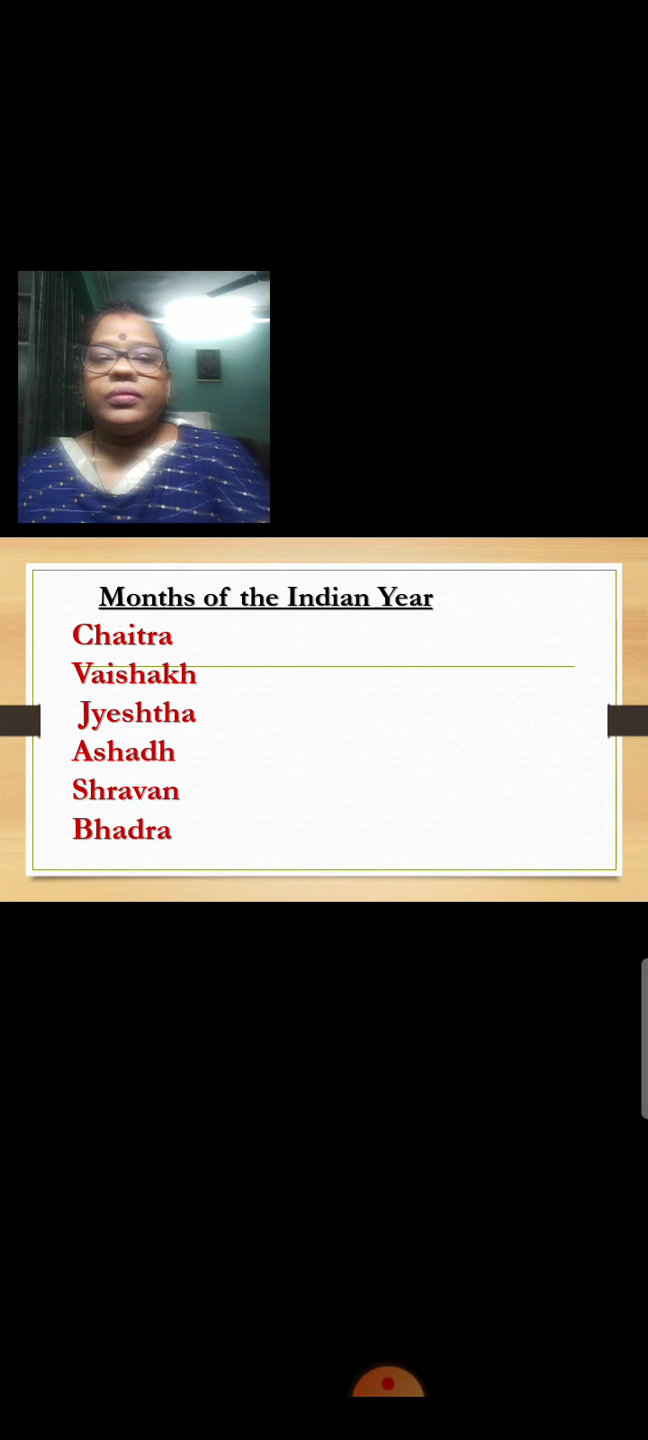 Months of the Indian Year
Chaitra
Vaishakh
Jyeshtha
Ashadh
Shravan
Bhadra